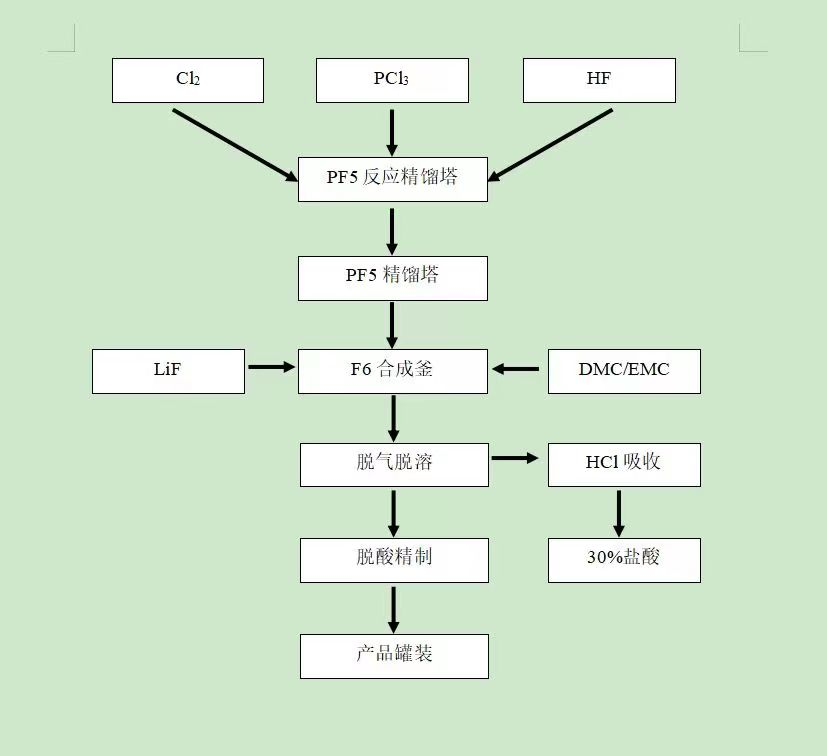 Cl₂
PCl₃
HF
PF5 反应精馏塔
PF5 精馏塔
LiF
F6 合成釜
DMC/EMC
脱气脱溶
HCl 吸收
脱酸精制
30%盐酸
产品罐装